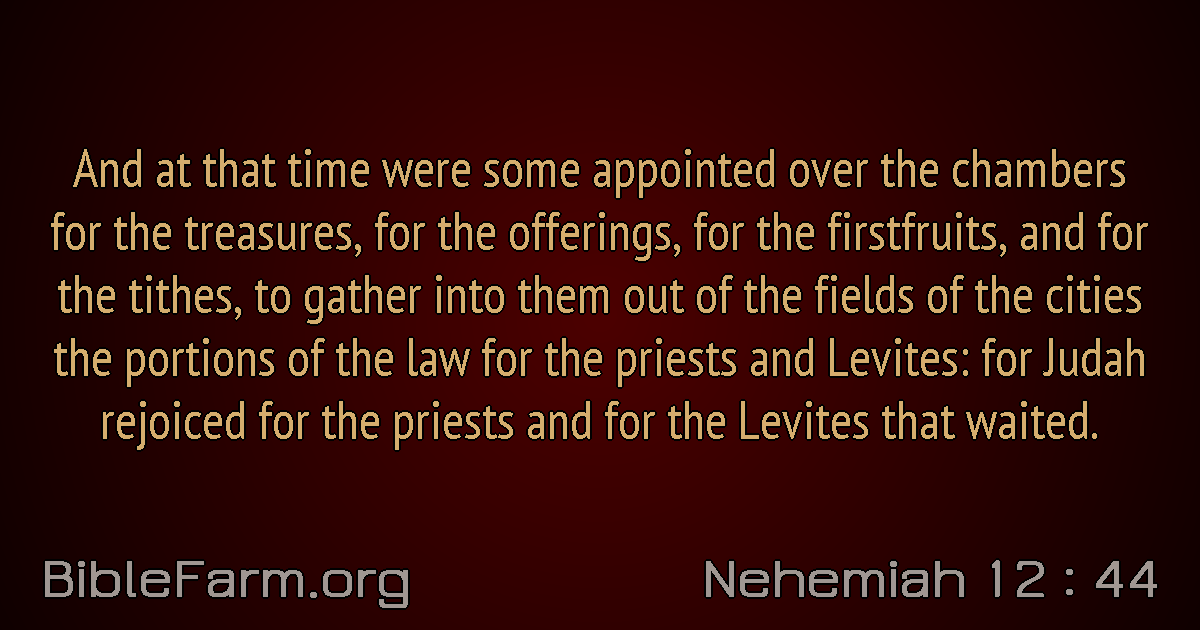 And at that time were some appointed over the chambers
for the treasures, for the offerings, for the firstfruits, and for
the tithes, to gather into them out of the fields of the cities
the portions of the law for the priests and Levites: for Judah
rejoiced for the priests and for the Levites that waited.
BibleFarm.org
Nehemiah 12 : 44